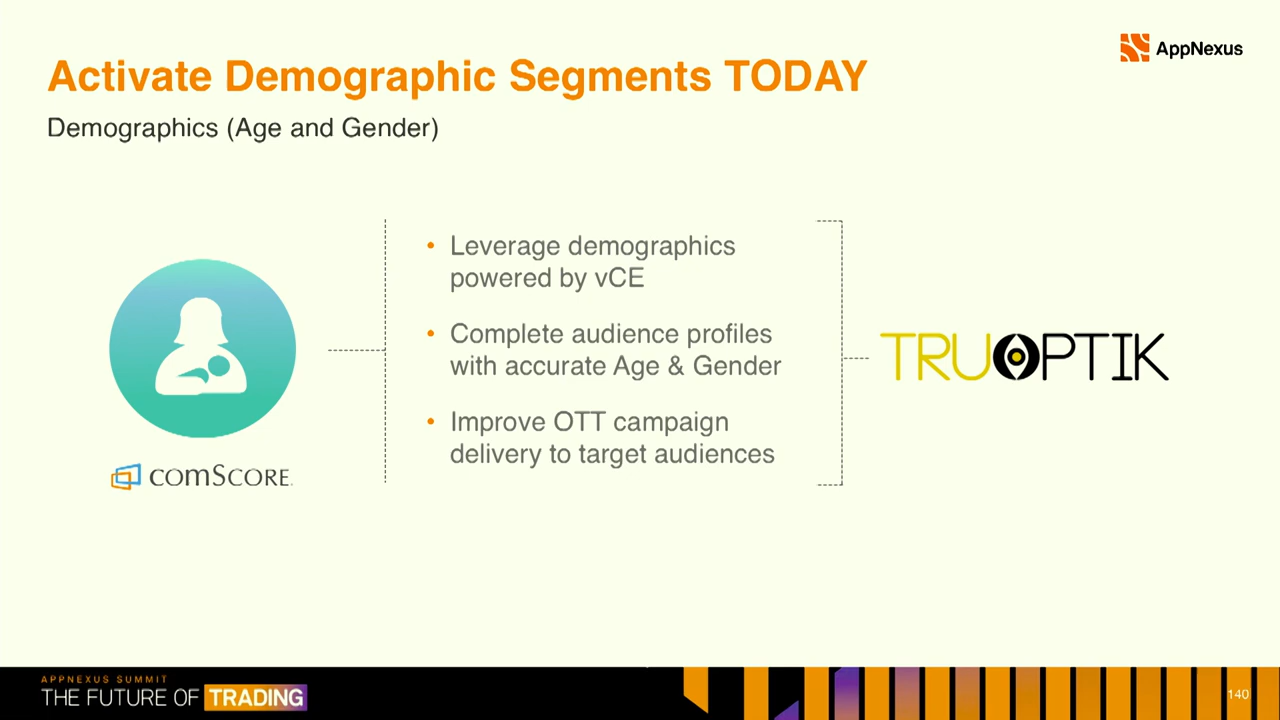 AppNexus
Activate Demographic Segments TODAY
Demographics (Age and Gender)
• Leverage demographics
powered by vCE
• Complete audience profiles
with accurate Age & Gender
• Improve OTT campaign
delivery to target audiences
comSCORE.
TRUOPTIK
APPNEXUS SUMMIT
THE FUTURE OF TRADING
140